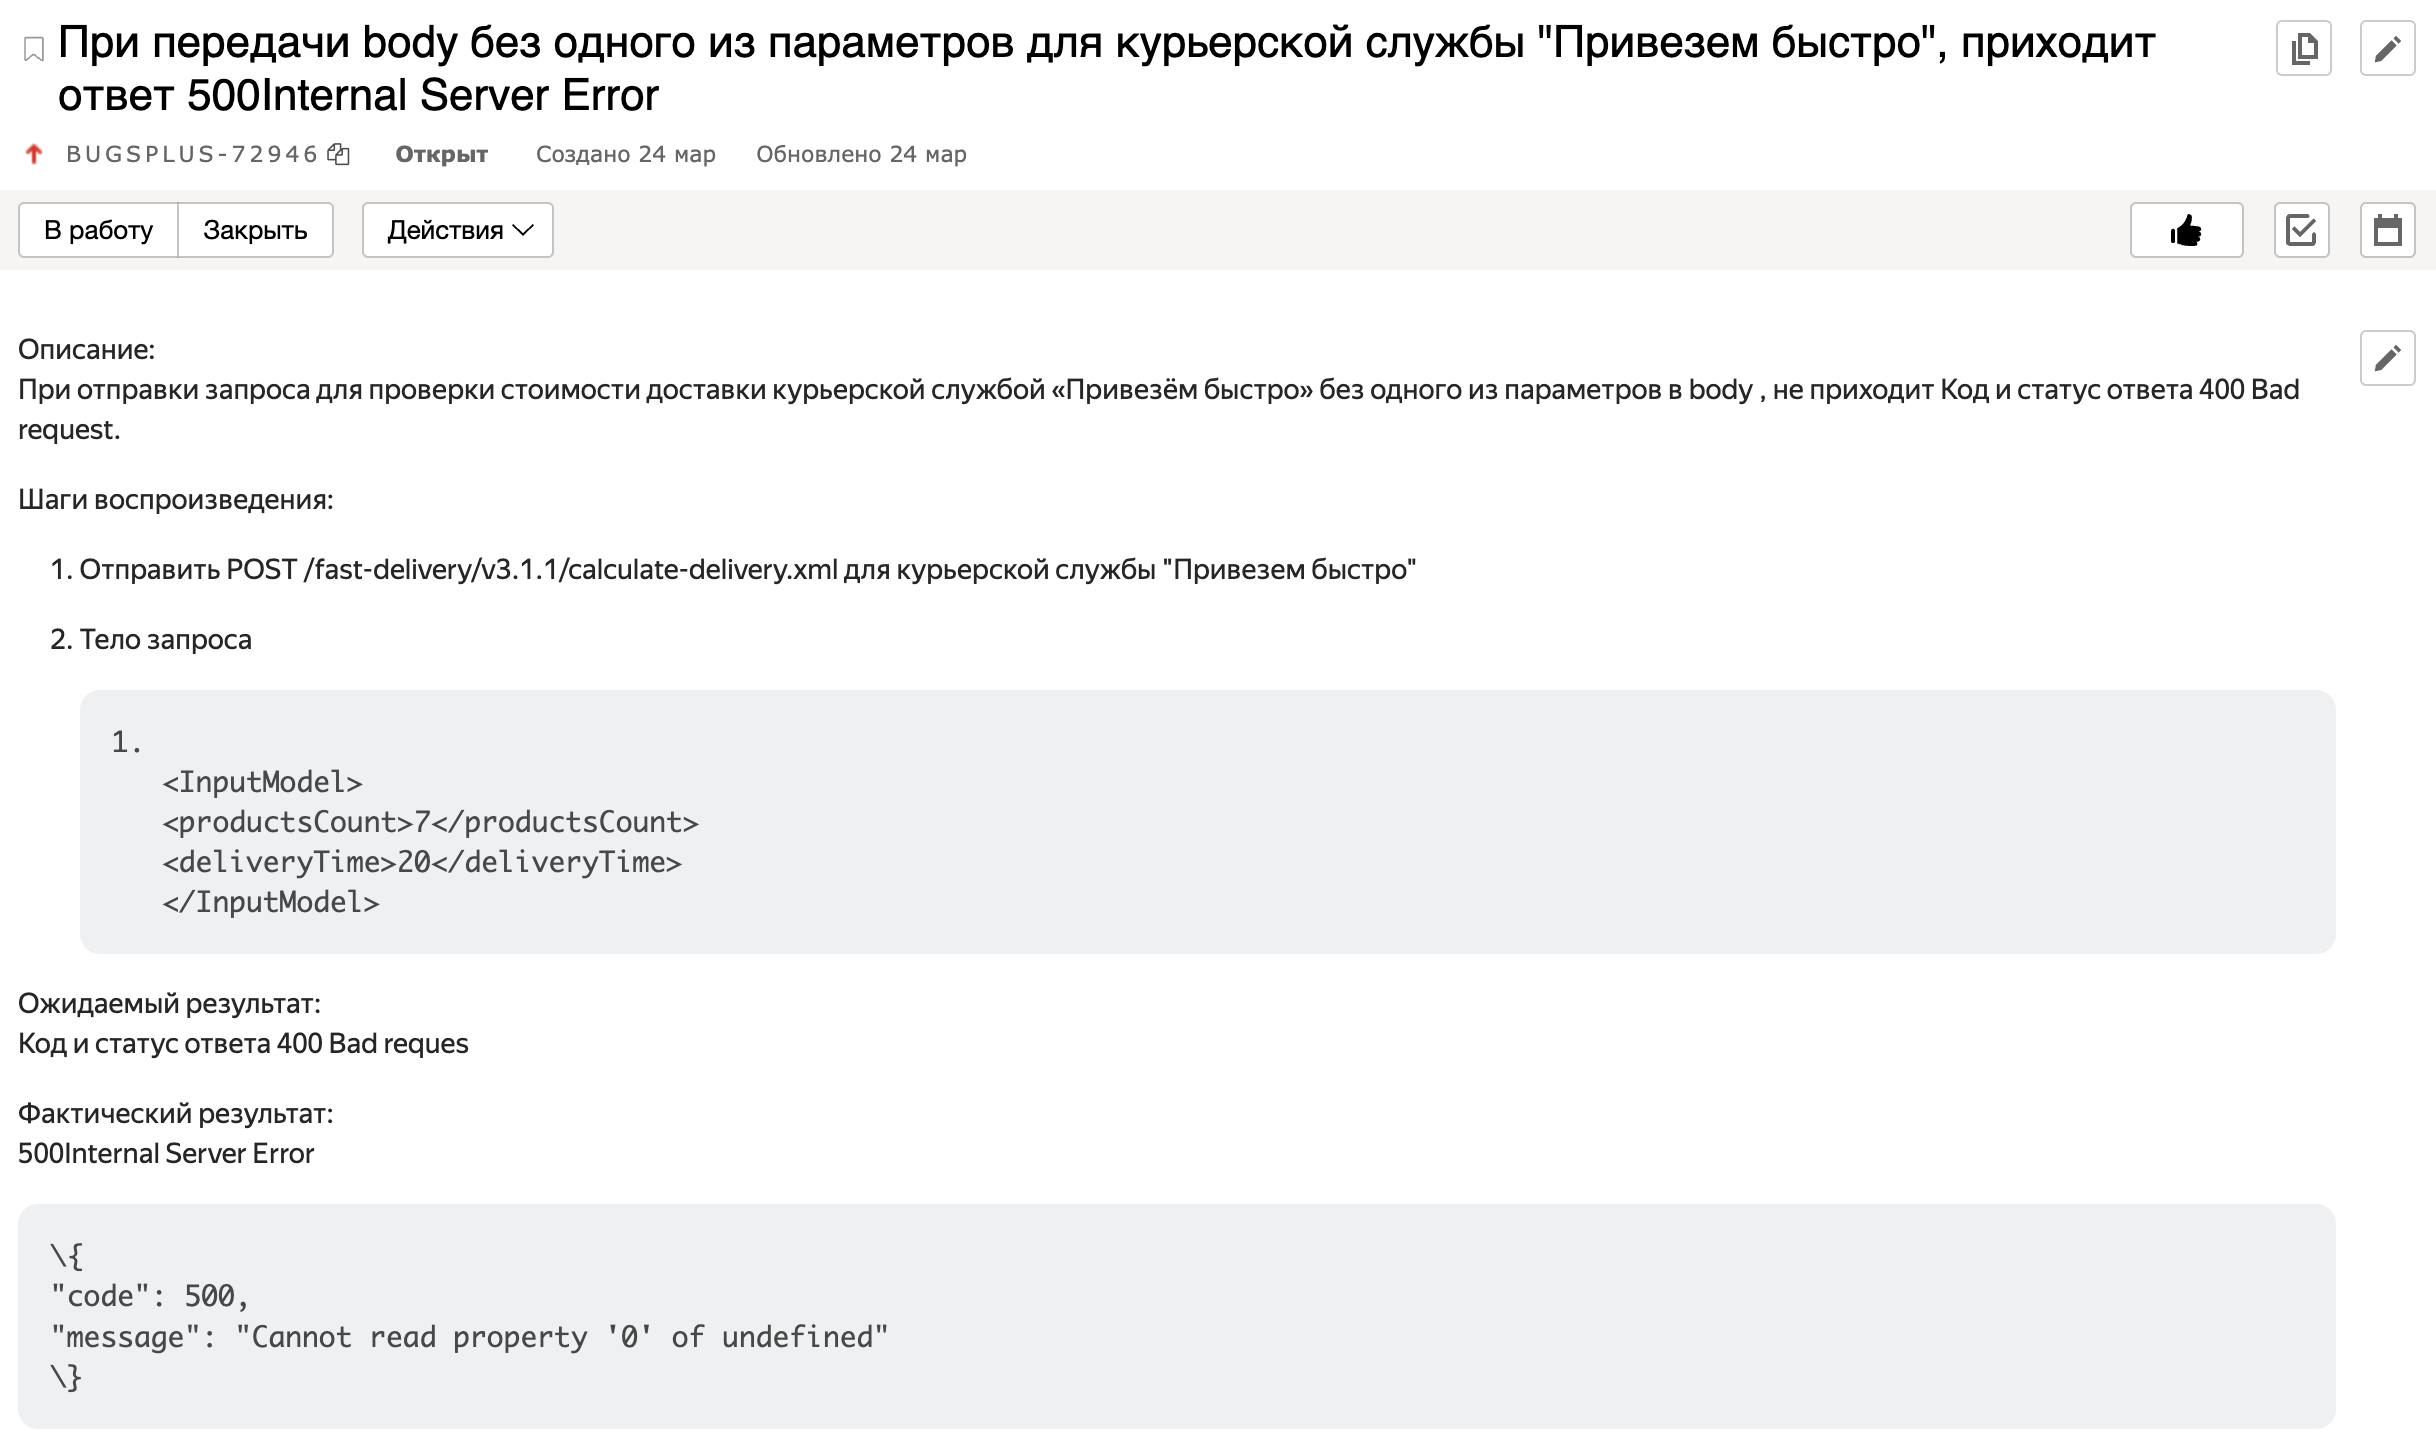 При передачи body без одного из параметров для курьерской службы "Привезем быстро", приходит
ответ 500Internal Server Error
BUGSPLUS-72946 Открыт Создано 24 мар Обновлено 24 мар
В работу Закрыть Действия
Описание:
При отправки запроса для проверки стоимости доставки курьерской службой «Привезём быстро» без одного из параметров в body , не приходит Код и статус ответа 400 Bad
request.
Шаги воспроизведения:
1. Отправить POST /fast-delivery/v3.1.1/calculate-delivery.xml для курьерской службы "Привезем быстро"
2. Тело запроса
1.
<InputModel>
<productsCount>7</productsCount>
<deliveryTime>20</deliveryTime>
</InputModel>
Ожидаемый результат:
Код и статус ответа 400 Bad reques
Фактический результат:
500Internal Server Error
\{
"code": 500,
"message": "Cannot read property '0' of undefined"
\}